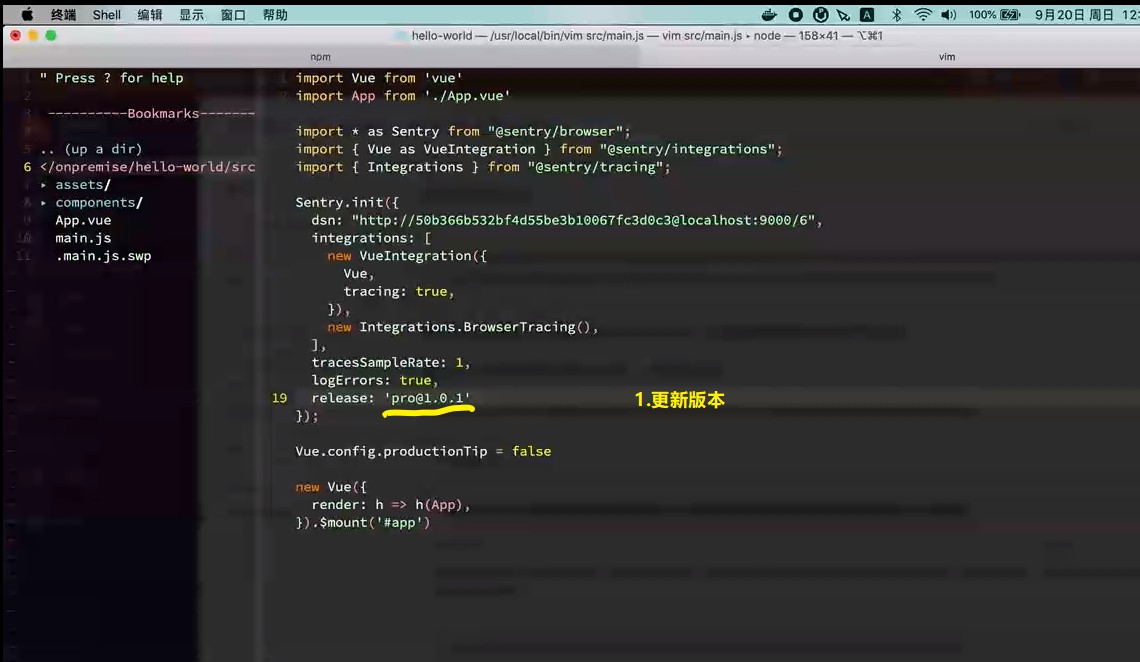 终端 Shell 编辑 显示 窗口 帮助 100% 9月20日 周日 12:
hello-world — /usr/local/bin/vim src/main.js — vim src/main.js ▸ node — 158×41 — ⌥⌘1
npm vim
" Press ? for help
----------Bookmarks-------
.. (up a dir)
6 </onpremise/hello-world/src
▸ assets/
▸ components/
App.vue
main.js
.main.js.swp
import Vue from 'vue'
import App from './App.vue'
import * as Sentry from "@sentry/browser";
import { Vue as VueIntegration } from "@sentry/integrations";
import { Integrations } from "@sentry/tracing";
Sentry.init({
dsn: "http://50b366b532bf4d55be3b10067fc3d0c3@localhost:9000/6",
integrations: [
new VueIntegration({
Vue,
tracing: true,
}),
new Integrations.BrowserTracing(),
],
tracesSampleRate: 1,
logErrors: true,
19 release: 'pro@1.0.1' 1.更新版本
});
Vue.config.productionTip = false
new Vue({
render: h => h(App),
}).$mount('#app')